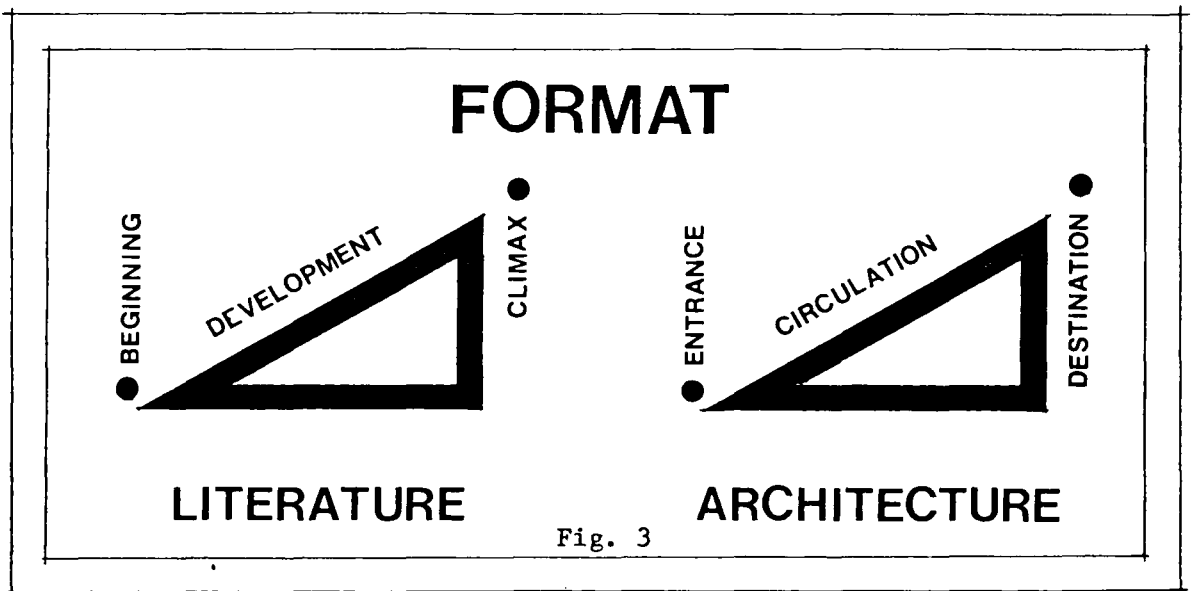 FORMAT
BEGINNING
DEVELOPMENT
CLIMAX
ENTRANCE
CIRCULATION
DESTINATION
LITERATURE
ARCHITECTURE
Fig. 3